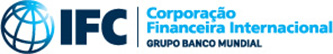 IFC
Corporação
Financeira Internacional
GRUPO BANCO MUNDIAL